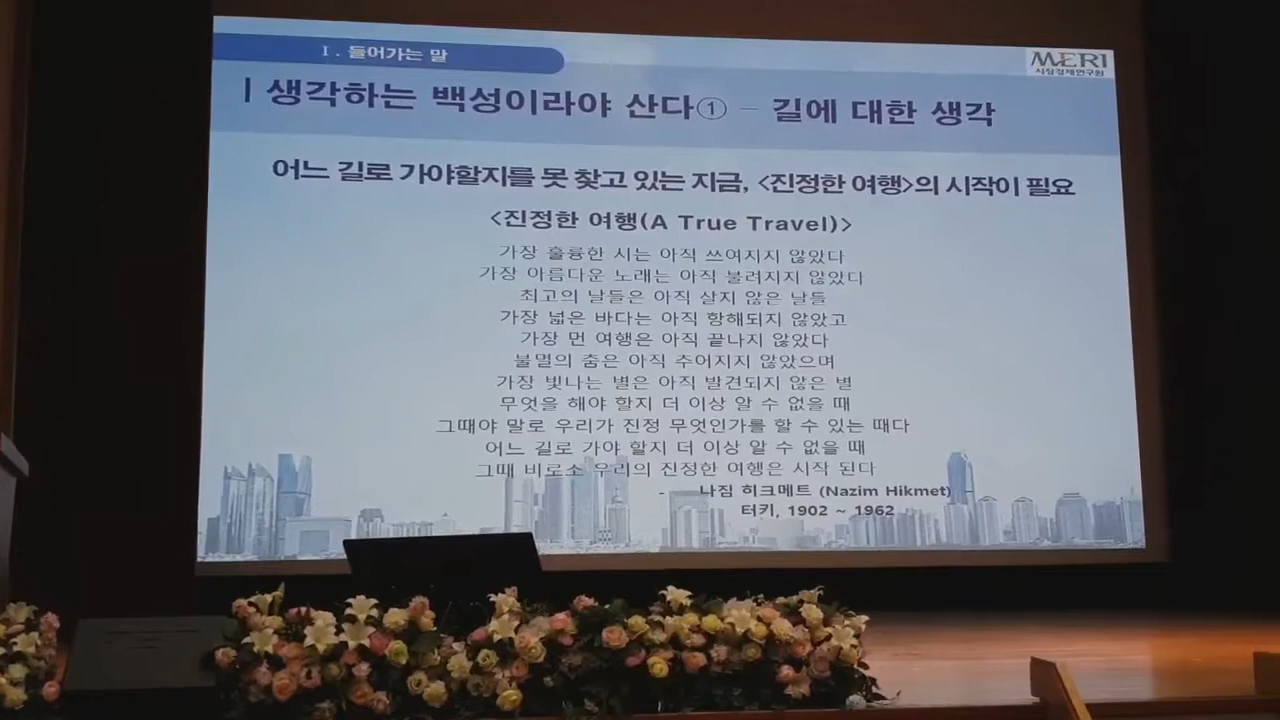 Ⅰ. 들어가는 말
MERI
시장경제연구원
| 생각하는 백성이라야 산다① – 길에 대한 생각
어느 길로 가야할지를 못 찾고 있는 지금, <진정한 여행>의 시작이 필요
<진정한 여행(A True Travel)>
가장 훌륭한 시는 아직 쓰여지지 않았다
가장 아름다운 노래는 아직 불려지지 않았다
최고의 날들은 아직 살지 않은 날들
가장 넓은 바다는 아직 항해되지 않았고
가장 먼 여행은 아직 끝나지 않았다
불멸의 춤은 아직 추어지지 않았으며
가장 빛나는 별은 아직 발견되지 않은 별
무엇을 해야 할지 더 이상 알 수 없을 때
그때야 말로 우리가 진정 무엇인가를 할 수 있는 때다
어느 길로 가야 할지 더 이상 알 수 없을 때
그때 비로소 우리의 진정한 여행은 시작 된다
- 나짐 히크메트 (Nazim Hikmet) -
터키, 1902 ~ 1962